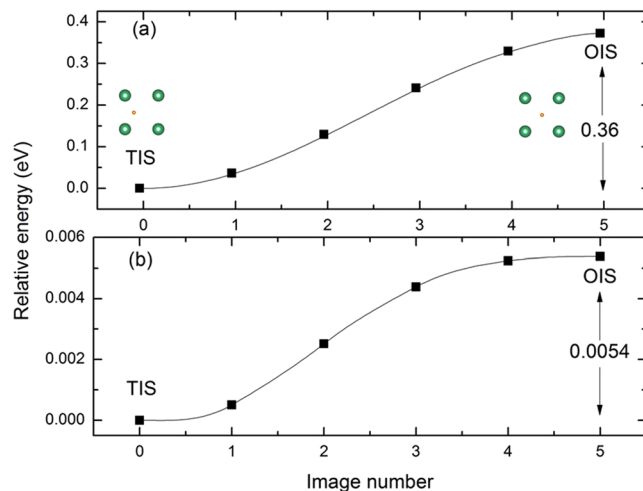 Relative energy (eV)
(a)
0.4
0.3
0.2
0.1
0.0
TIS
OIS
0.36
0 1 2 3 4 5
(b)
0.006
0.004
0.002
0.000
TIS
OIS
0.0054
0 1 2 3 4 5
Image number